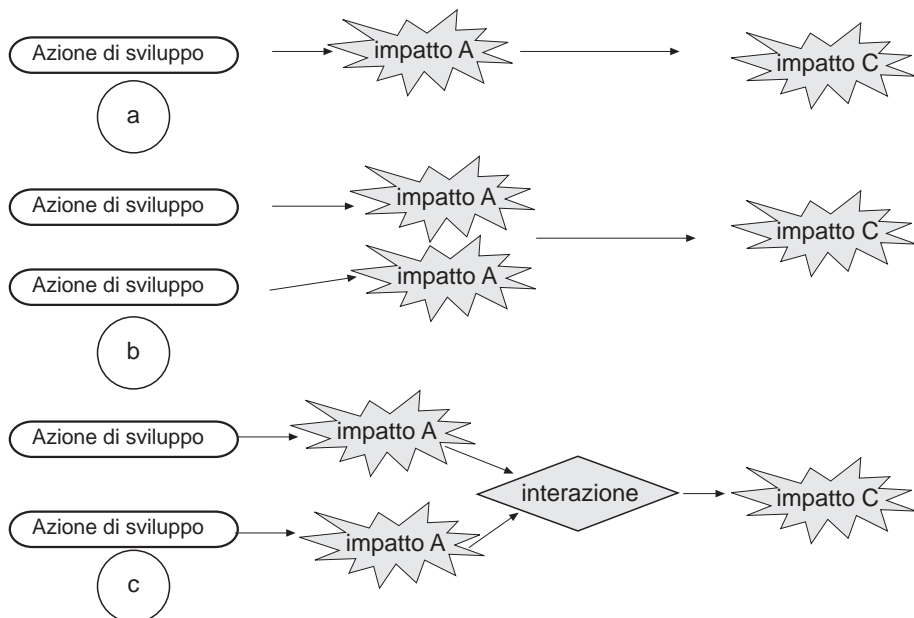 Azione di sviluppo
impatto A
impatto C
a
Azione di sviluppo
impatto A
impatto C
Azione di sviluppo
impatto A
b
Azione di sviluppo
impatto A
interazione
impatto C
Azione di sviluppo
impatto A
c